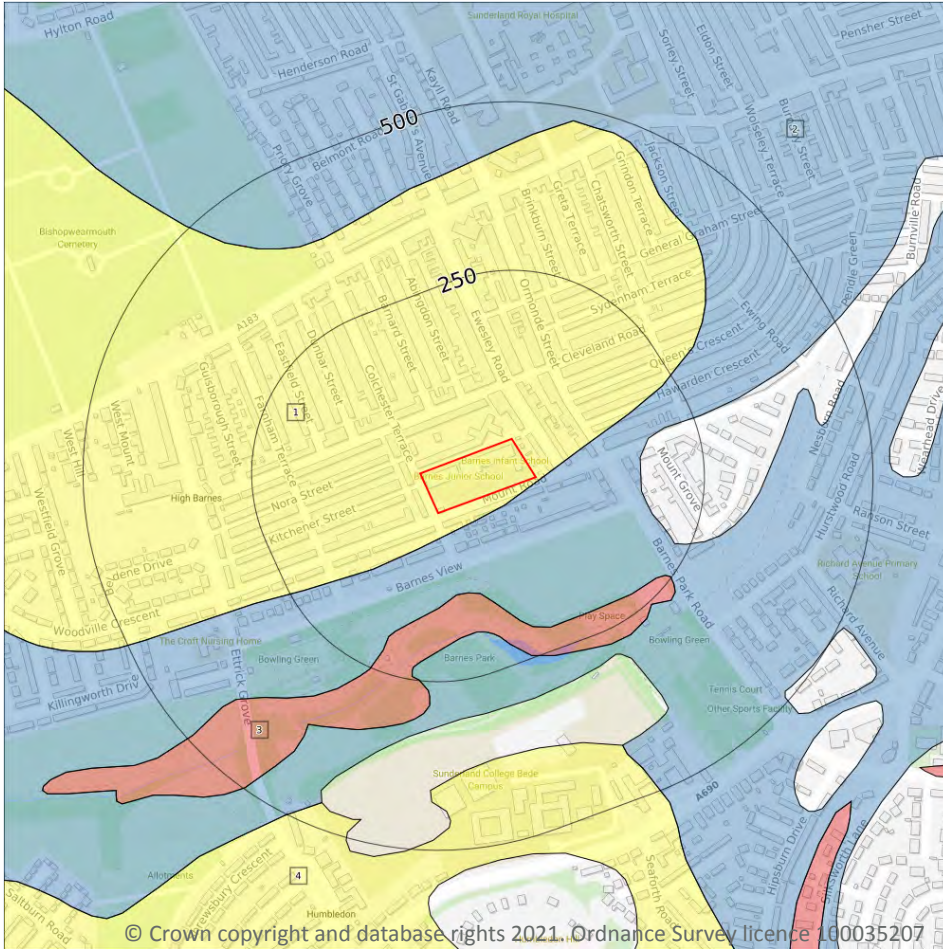 Hylton Road
Sunderland Royal Hospital
Pensher Street
Henderson Road
Kayll Road
Sorley Street
Eldon Street
500
2
Belmont Road
Priory Grove
Wolseley Terrace
Jackson Street
Grindon Terrace
Chatsworth Street
Greta Terrace
Brinkburn Street
Burnville Road
General Graham Street
Pendle Green
Bishopwearmouth
Cemetery
250
A183
Abingdon Street
Barnard Street
Ormonde Street
Ewesley Road
Sydenham Terrace
Ewing Road
Cleveland Road
Queen's Crescent
Hawarden Crescent
Dunbar Street
Eastfield Street
Colchester Terrace
Guisborough Street
Farnham Terrace
1
West Mount
West Hill
Nesburn Road
Barnes Infant School
Barnes Junior School
Mount Road
Mount Grove
High Barnes
Nora Street
Kitchener Street
Westfield Grove
Hurstwood Road
Ranson Street
Barnes View
Barnes Park Road
Richard Avenue Primary
School
Richard Avenue
Woodville Crescent
The Croft Nursing Home
Play Space
Bowling Green
Bowling Green
Barnes Park
Ettrick Grove
Killingworth Drive
Tennis Court
Other Sports Facility
3
Sunderland College Bede
Campus
A690
Hipsburn Drive
Silksworth Lane
Allotments
4
Seaforth Road
Humbledon
Saltburn Road
© Crown copyright and database rights 2021. Ordnance Survey licence 100035207